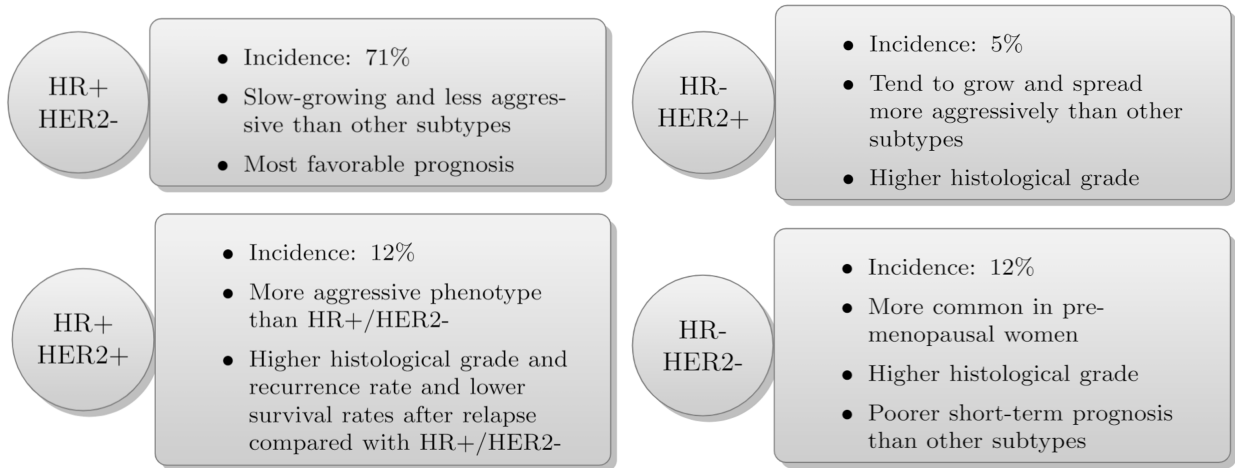 HR+
HER2-
• Incidence: 71%
• Slow-growing and less aggres-
sive than other subtypes
• Most favorable prognosis
HR-
HER2+
• Incidence: 5%
• Tend to grow and spread
more aggressively than other
subtypes
• Higher histological grade
HR+
HER2+
• Incidence: 12%
• More aggressive phenotype
than HR+/HER2-
• Higher histological grade and
recurrence rate and lower
survival rates after relapse
compared with HR+/HER2-
HR-
HER2-
• Incidence: 12%
• More common in pre-
menopausal women
• Higher histological grade
• Poorer short-term prognosis
than other subtypes